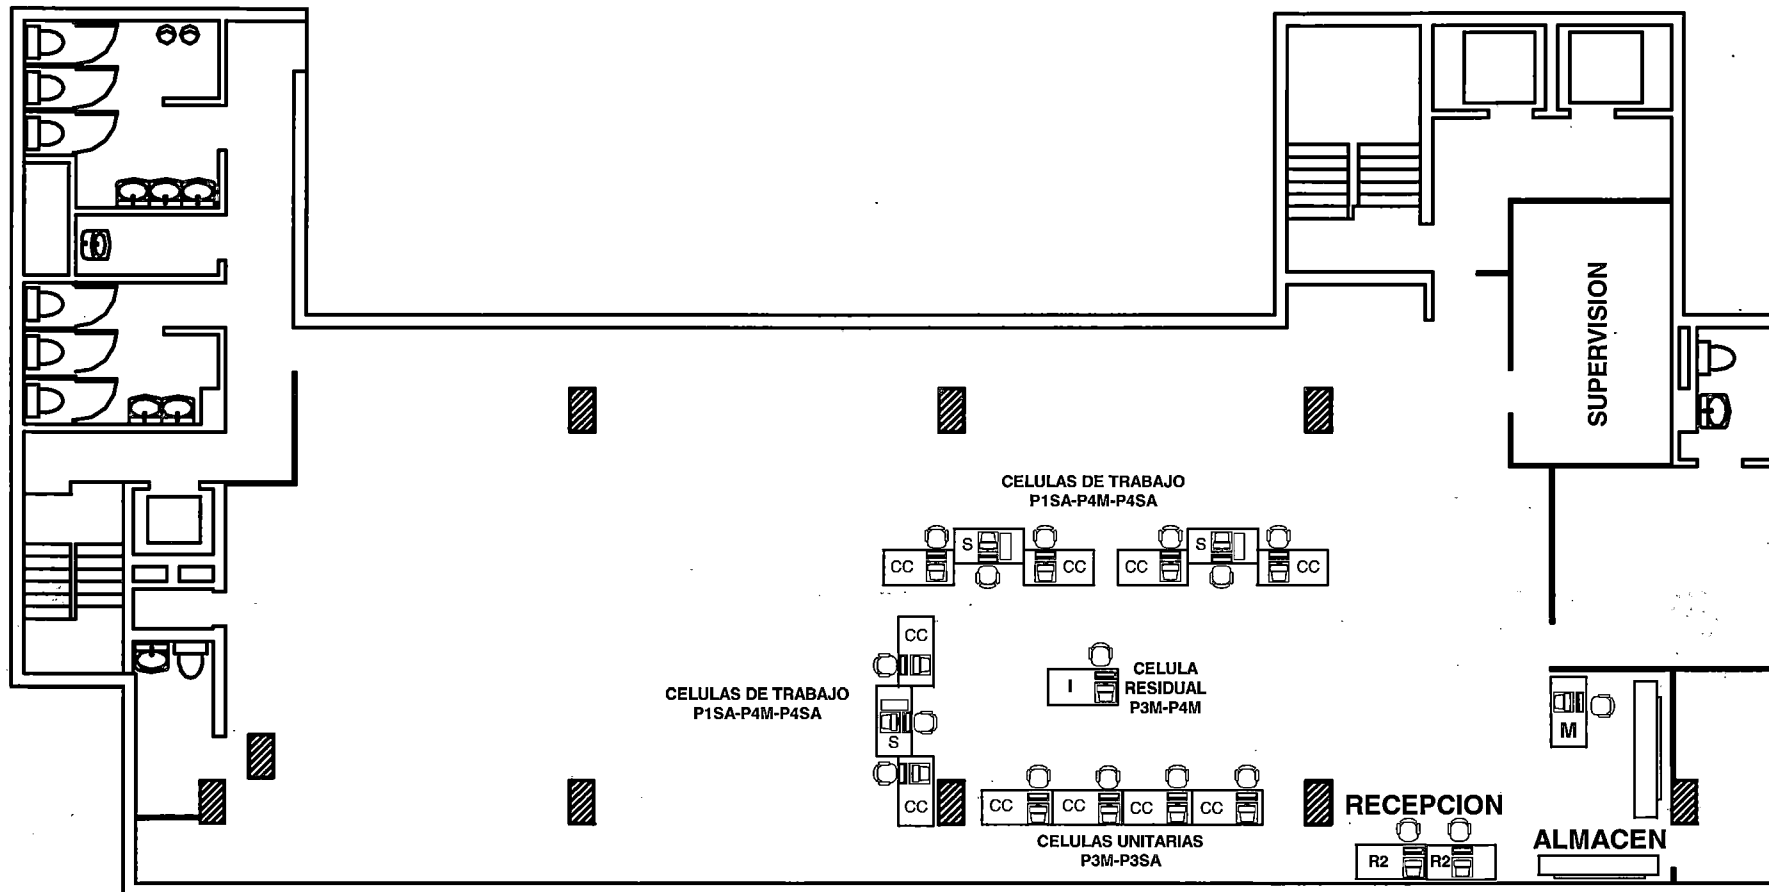 SUPERVISION
CELULAS DE TRABAJO
P1SA-P4M-P4SA
S
S
CC
CC
CC
CC
CC
CELULAS DE TRABAJO
P1SA-P4M-P4SA
S
CC
I
CELULA
RESIDUAL
P3M-P4M
M
CC
CC
CC
CC
CELULAS UNITARIAS
P3M-P3SA
RECEPCION
R2
R2
ALMACEN